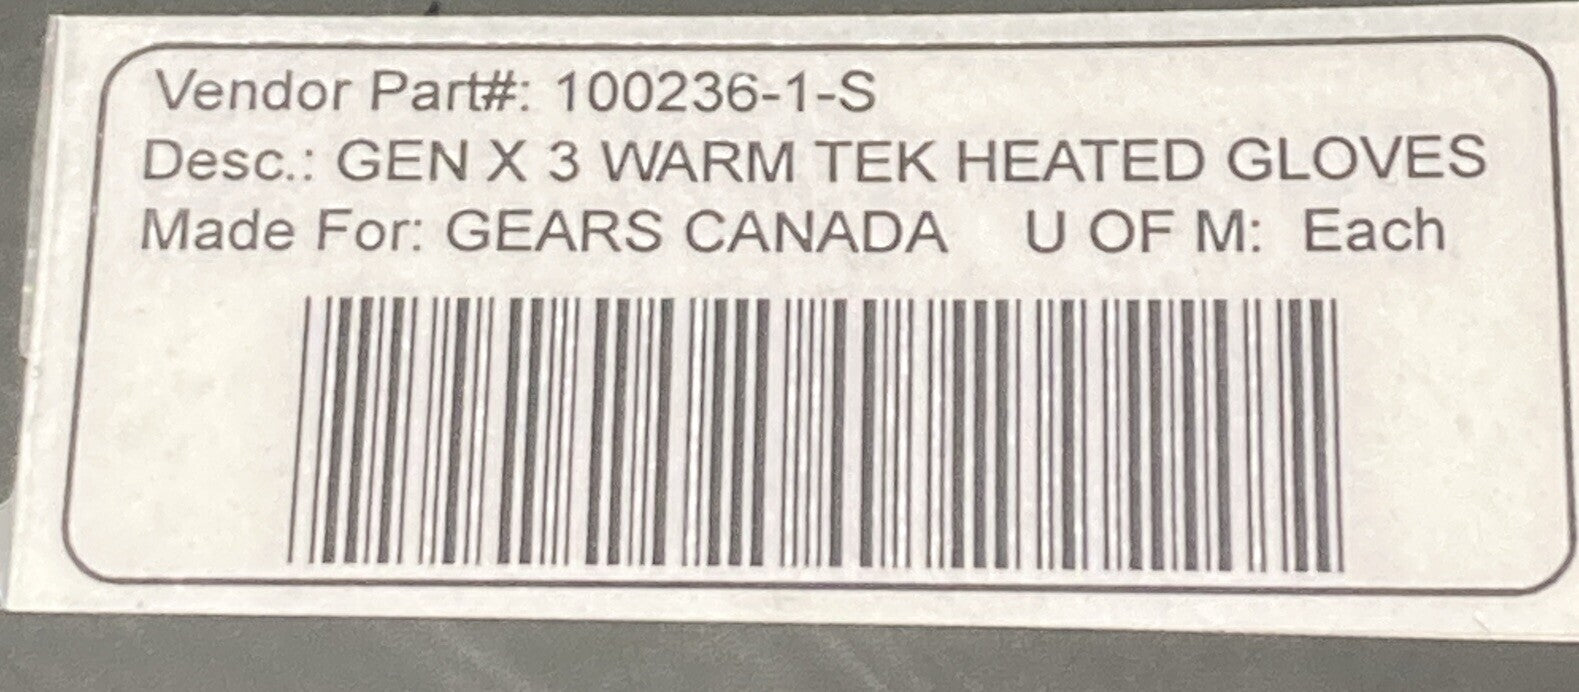 Vendor Part#: 100236-1-S
Desc.: GEN X 3 WARM TEK HEATED GLOVES
Made For: GEARS CANADA U OF M: Each